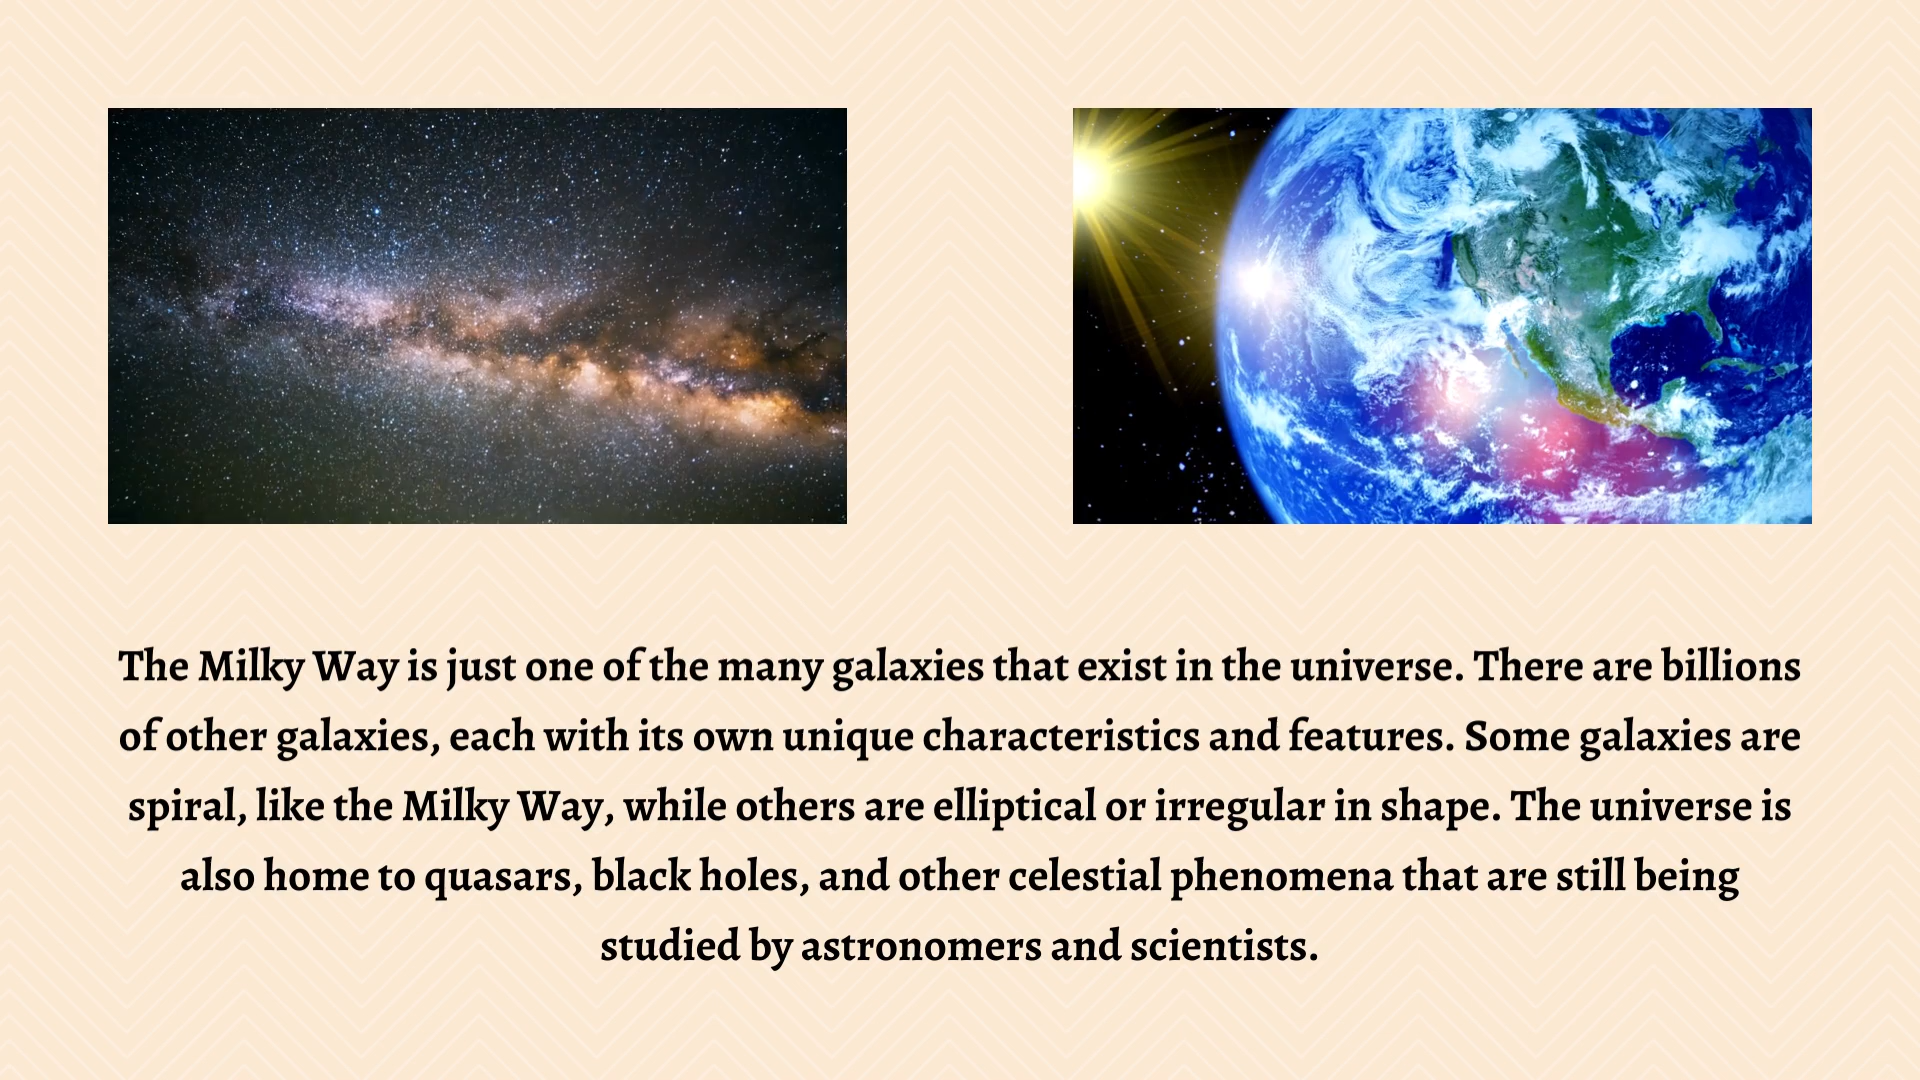 The Milky Way is just one of the many galaxies that exist in the universe. There are billions
of other galaxies, each with its own unique characteristics and features. Some galaxies are
spiral, like the Milky Way, while others are elliptical or irregular in shape. The universe is
also home to quasars, black holes, and other celestial phenomena that are still being
studied by astronomers and scientists.